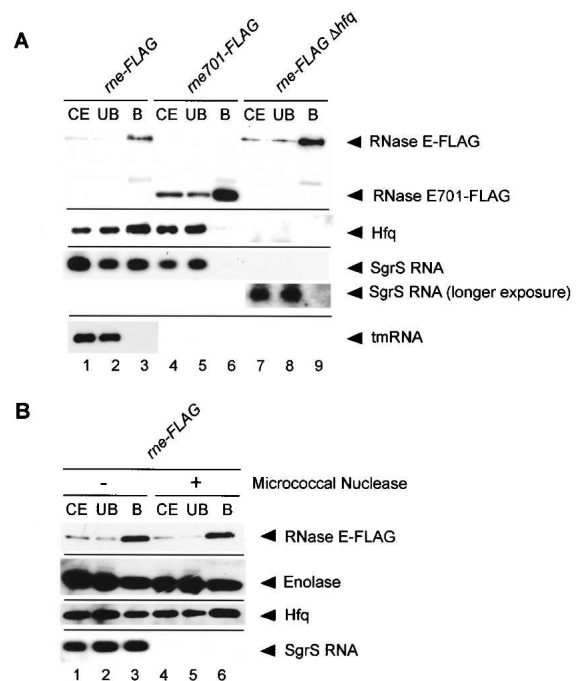 A
rne-FLAG rne701-FLAG rne-FLAG Δhfq
CE UB B CE UB B CE UB B
RNase E-FLAG
RNase E701-FLAG
Hfq
SgrS RNA
SgrS RNA (longer exposure)
tmRNA
1 2 3 4 5 6 7 8 9
B
rne-FLAG
- + Micrococcal Nuclease
CE UB B CE UB B
RNase E-FLAG
Enolase
Hfq
SgrS RNA
1 2 3 4 5 6